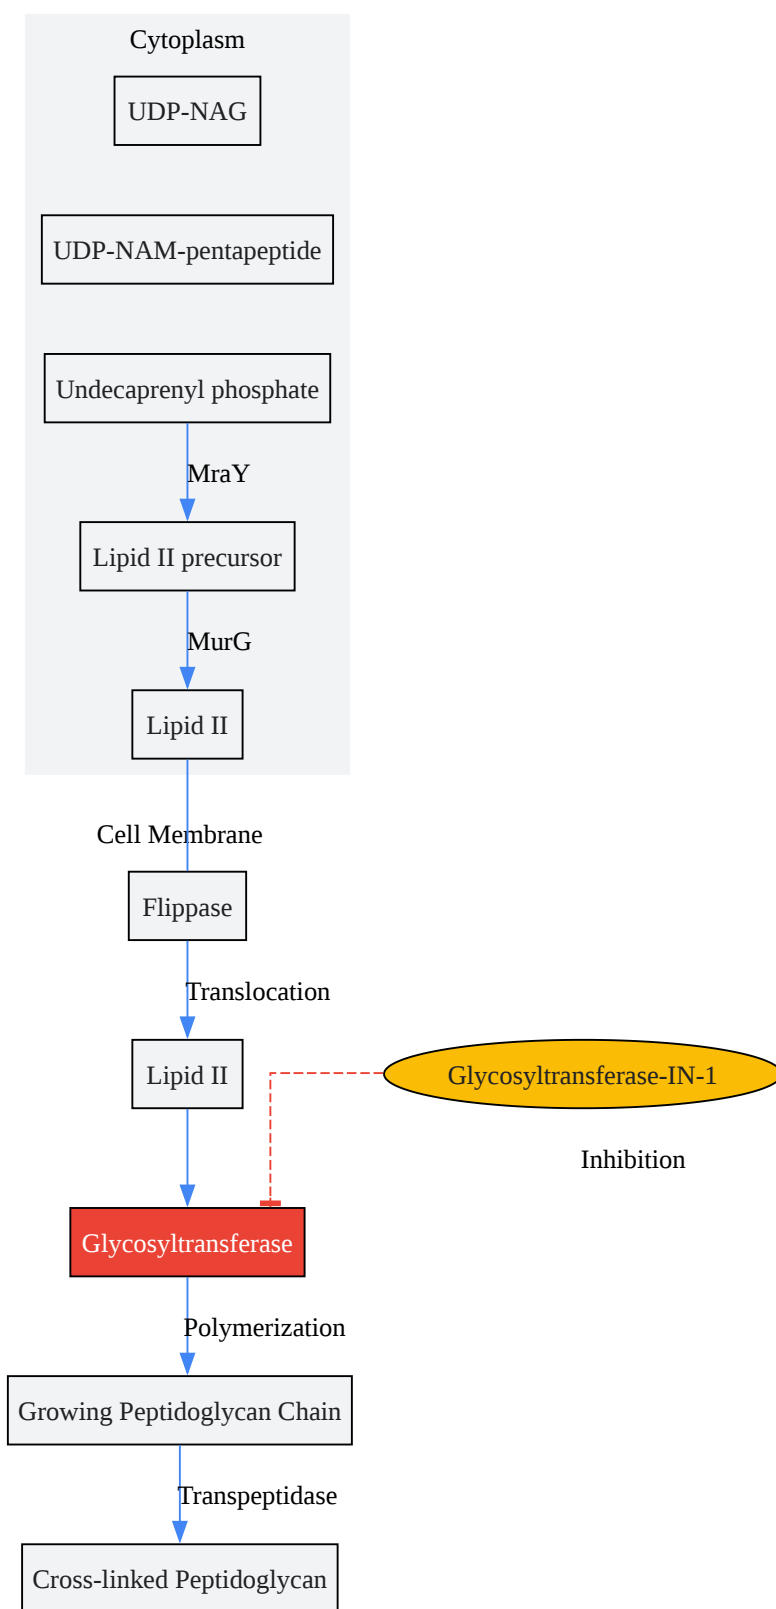 Cytoplasm
UDP-NAG
UDP-NAM-pentapeptide
Undecaprenyl phosphate
MraY
Lipid II precursor
MurG
Lipid II
Cell Membrane
Flippase
Translocation
Lipid II
Glycosyltransferase-IN-1
Inhibition
Glycosyltransferase
Polymerization
Growing Peptidoglycan Chain
Transpeptidase
Cross-linked Peptidoglycan